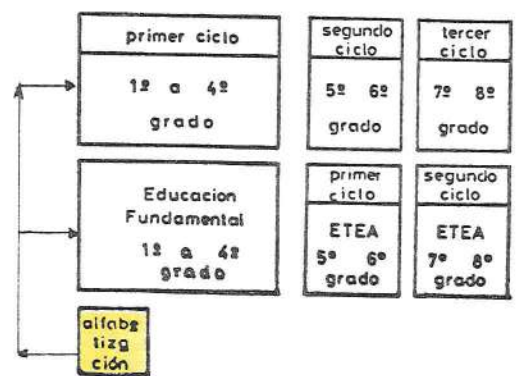 primer ciclo
1º a 4º
grado
segundo
ciclo
5º 6º
grado
tercer
ciclo
7º 8º
grado
Educacion
Fundamental
1º a 4º
grado
primer
ciclo
ETEA
5º 6º
grado
segundo
ciclo
ETEA
7º 8º
grado
alfabe
tiza
ción